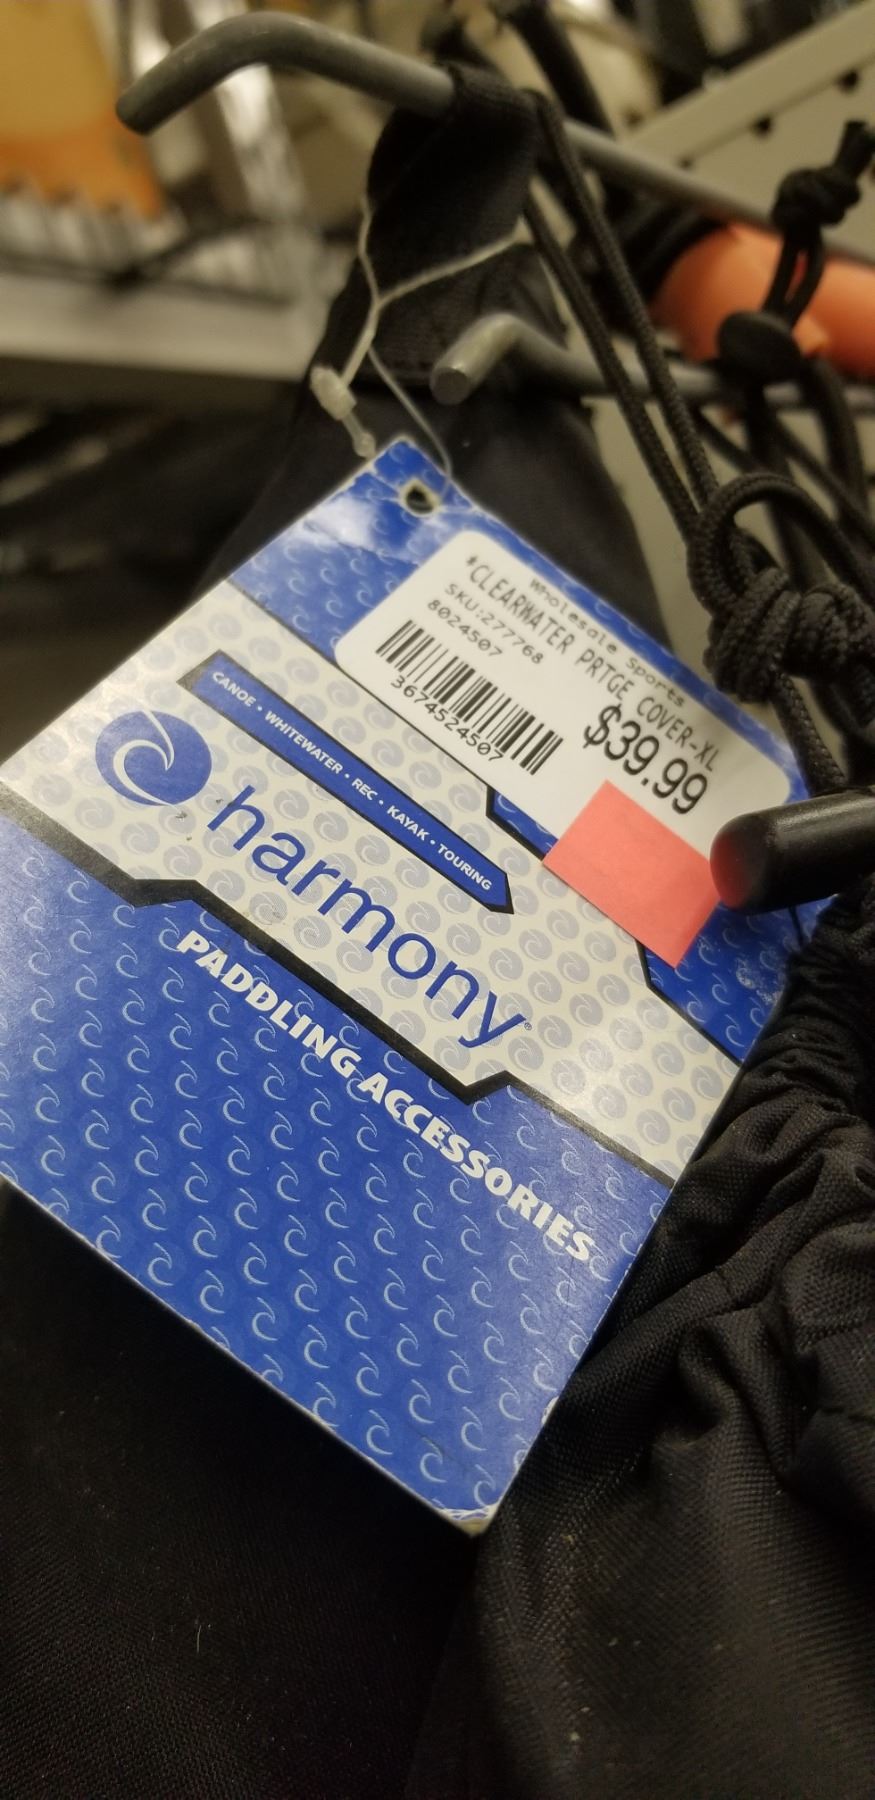 Wholesale Sports
*CLEARWATER PRTGE COVER-XL
SKU:277768
8024507
$39.99
3674524507
CANOE • WHITEWATER • REC • KAYAK • TOURING
harmony®
PADDLING ACCESSORIES